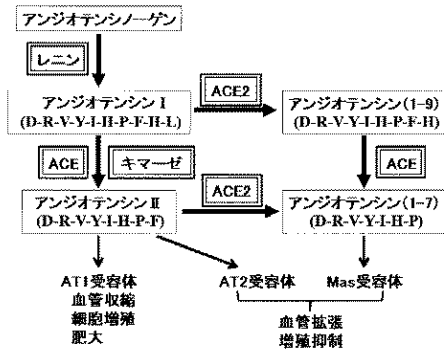 アンジオテンシノーゲン
レニン
アンジオテンシンⅠ
(D-R-V-Y-I-H-P-F-H-L)
ACE2
アンジオテンシン(1-9)
(D-R-V-Y-I-H-P-F-H)
ACE
キマーゼ
ACE
アンジオテンシンⅡ
(D-R-V-Y-I-H-P-F)
ACE2
アンジオテンシン(1-7)
(D-R-V-Y-I-H-P)
AT1受容体
血管収縮
細胞増殖
肥大
AT2受容体
Mas受容体
血管拡張
増殖抑制